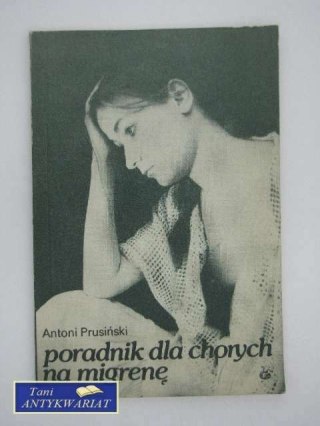 Antoni Prusiński
poradnik dla chorych
na migrenę
Tani
ANTYKWARIAT